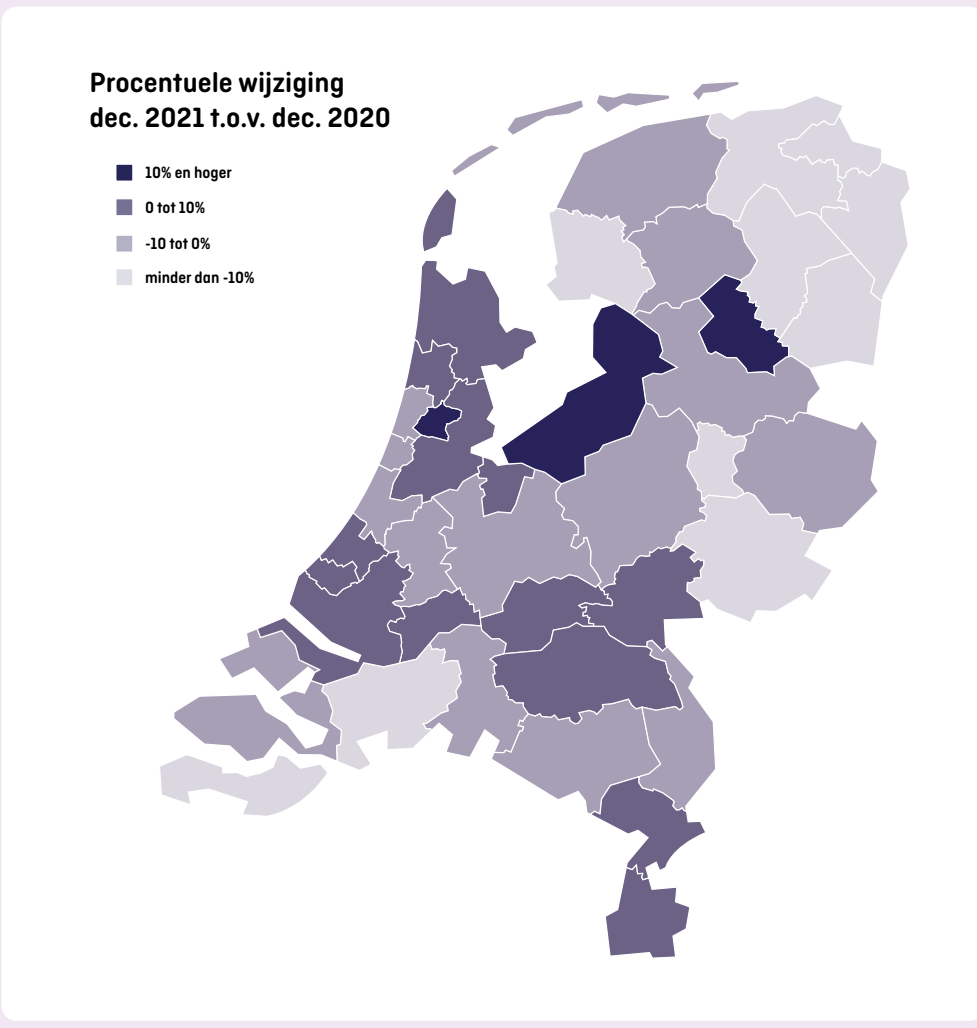 Procentuele wijziging
dec. 2021 t.o.v. dec. 2020
10% en hoger
0 tot 10%
-10 tot 0%
minder dan -10%